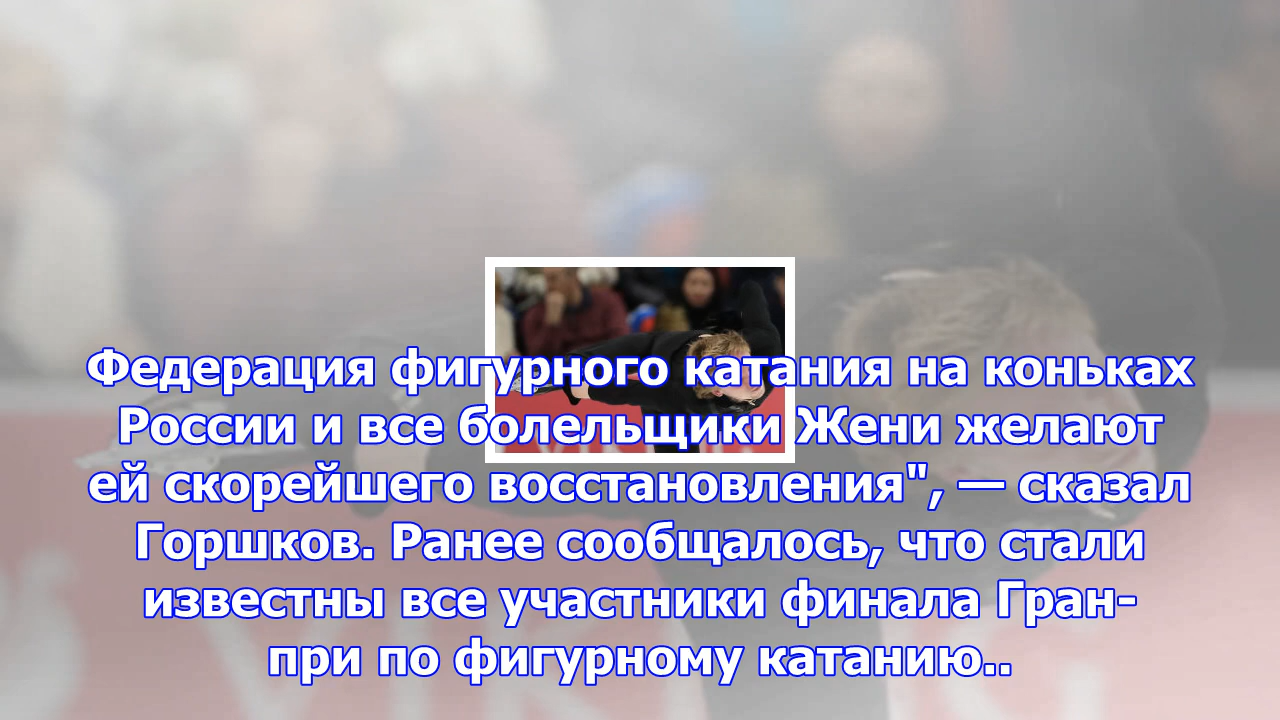 Федерация фигурного катания на коньках
России и все болельщики Жени желают
ей скорейшего восстановления", — сказал
Горшков. Ранее сообщалось, что стали
известны все участники финала Гран-
при по фигурному катанию..